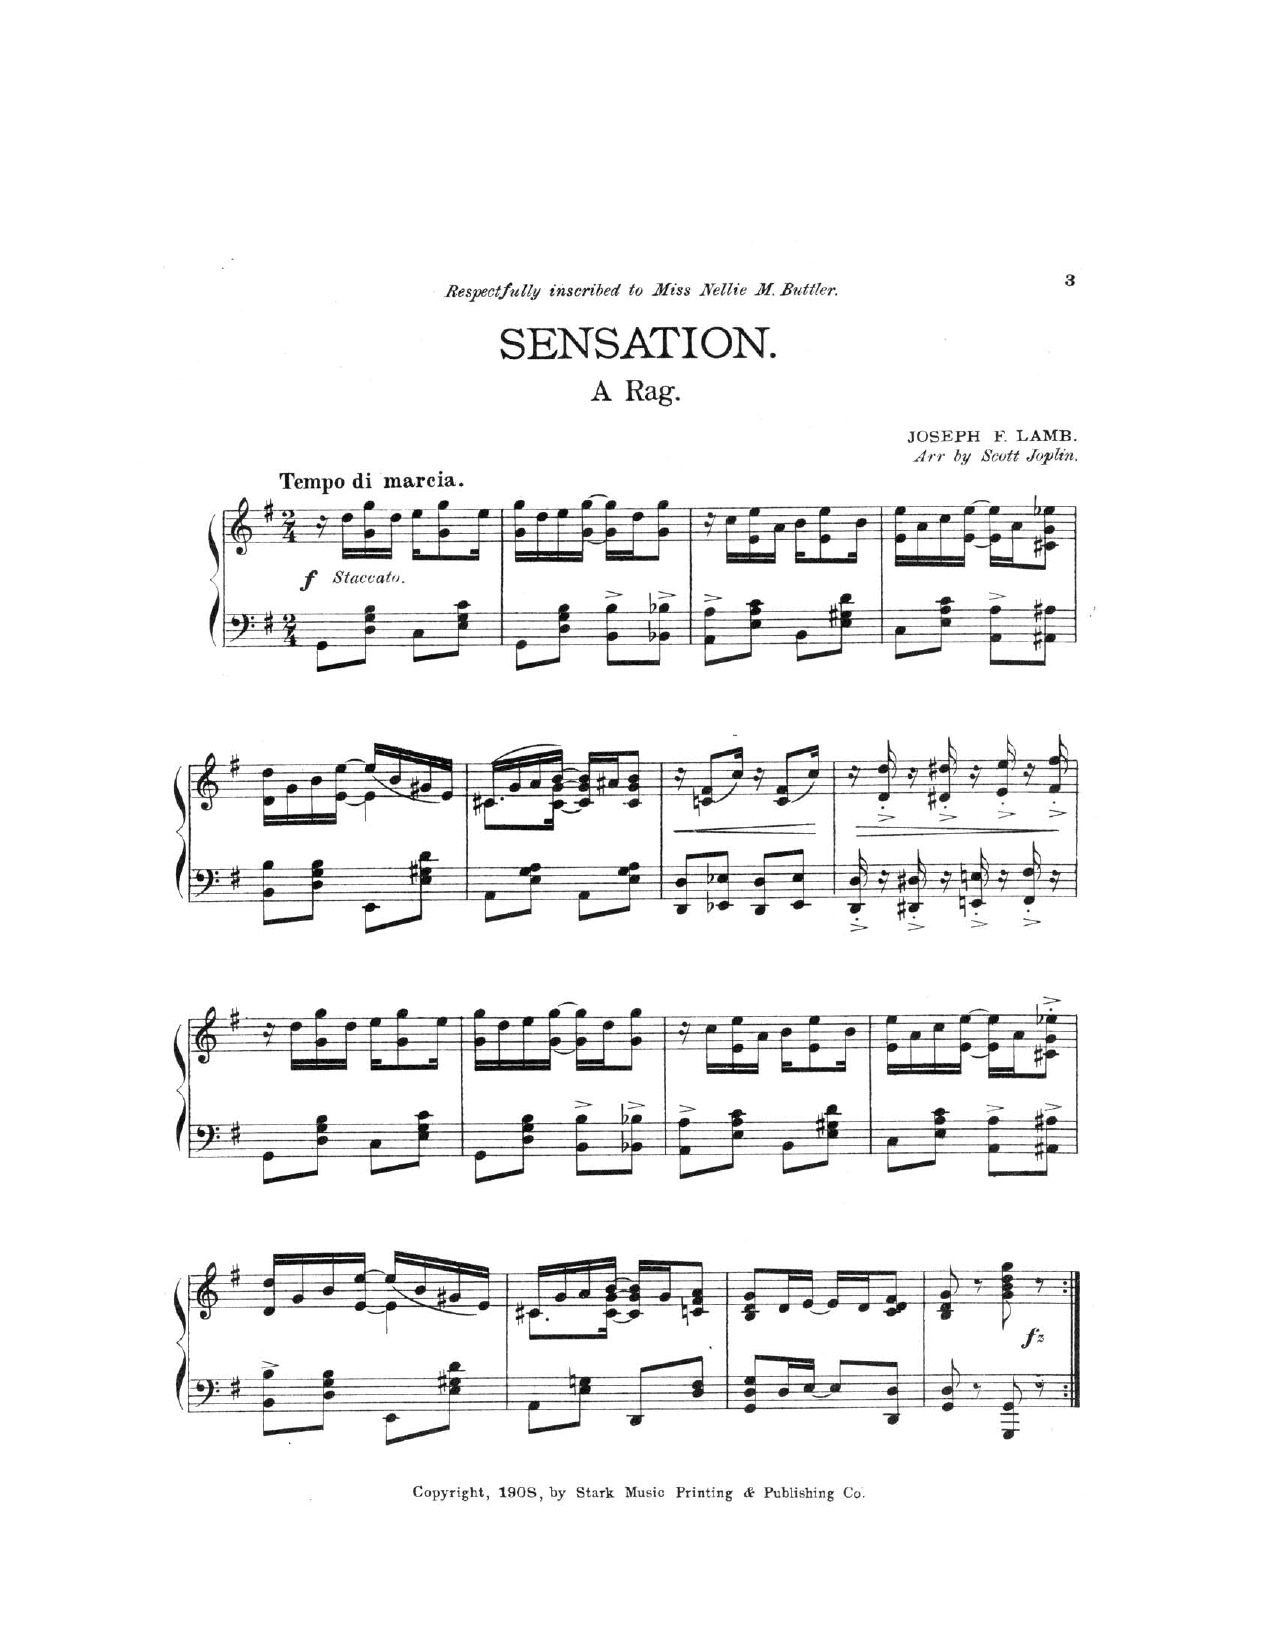 3
Respectfully inscribed to Miss Nellie M. Buttler.
SENSATION.
A Rag.
JOSEPH F. LAMB.
Arr by Scott Joplin.
Tempo di marcia.
f Staccato.
fz
Copyright, 1908, by Stark Music Printing & Publishing Co.